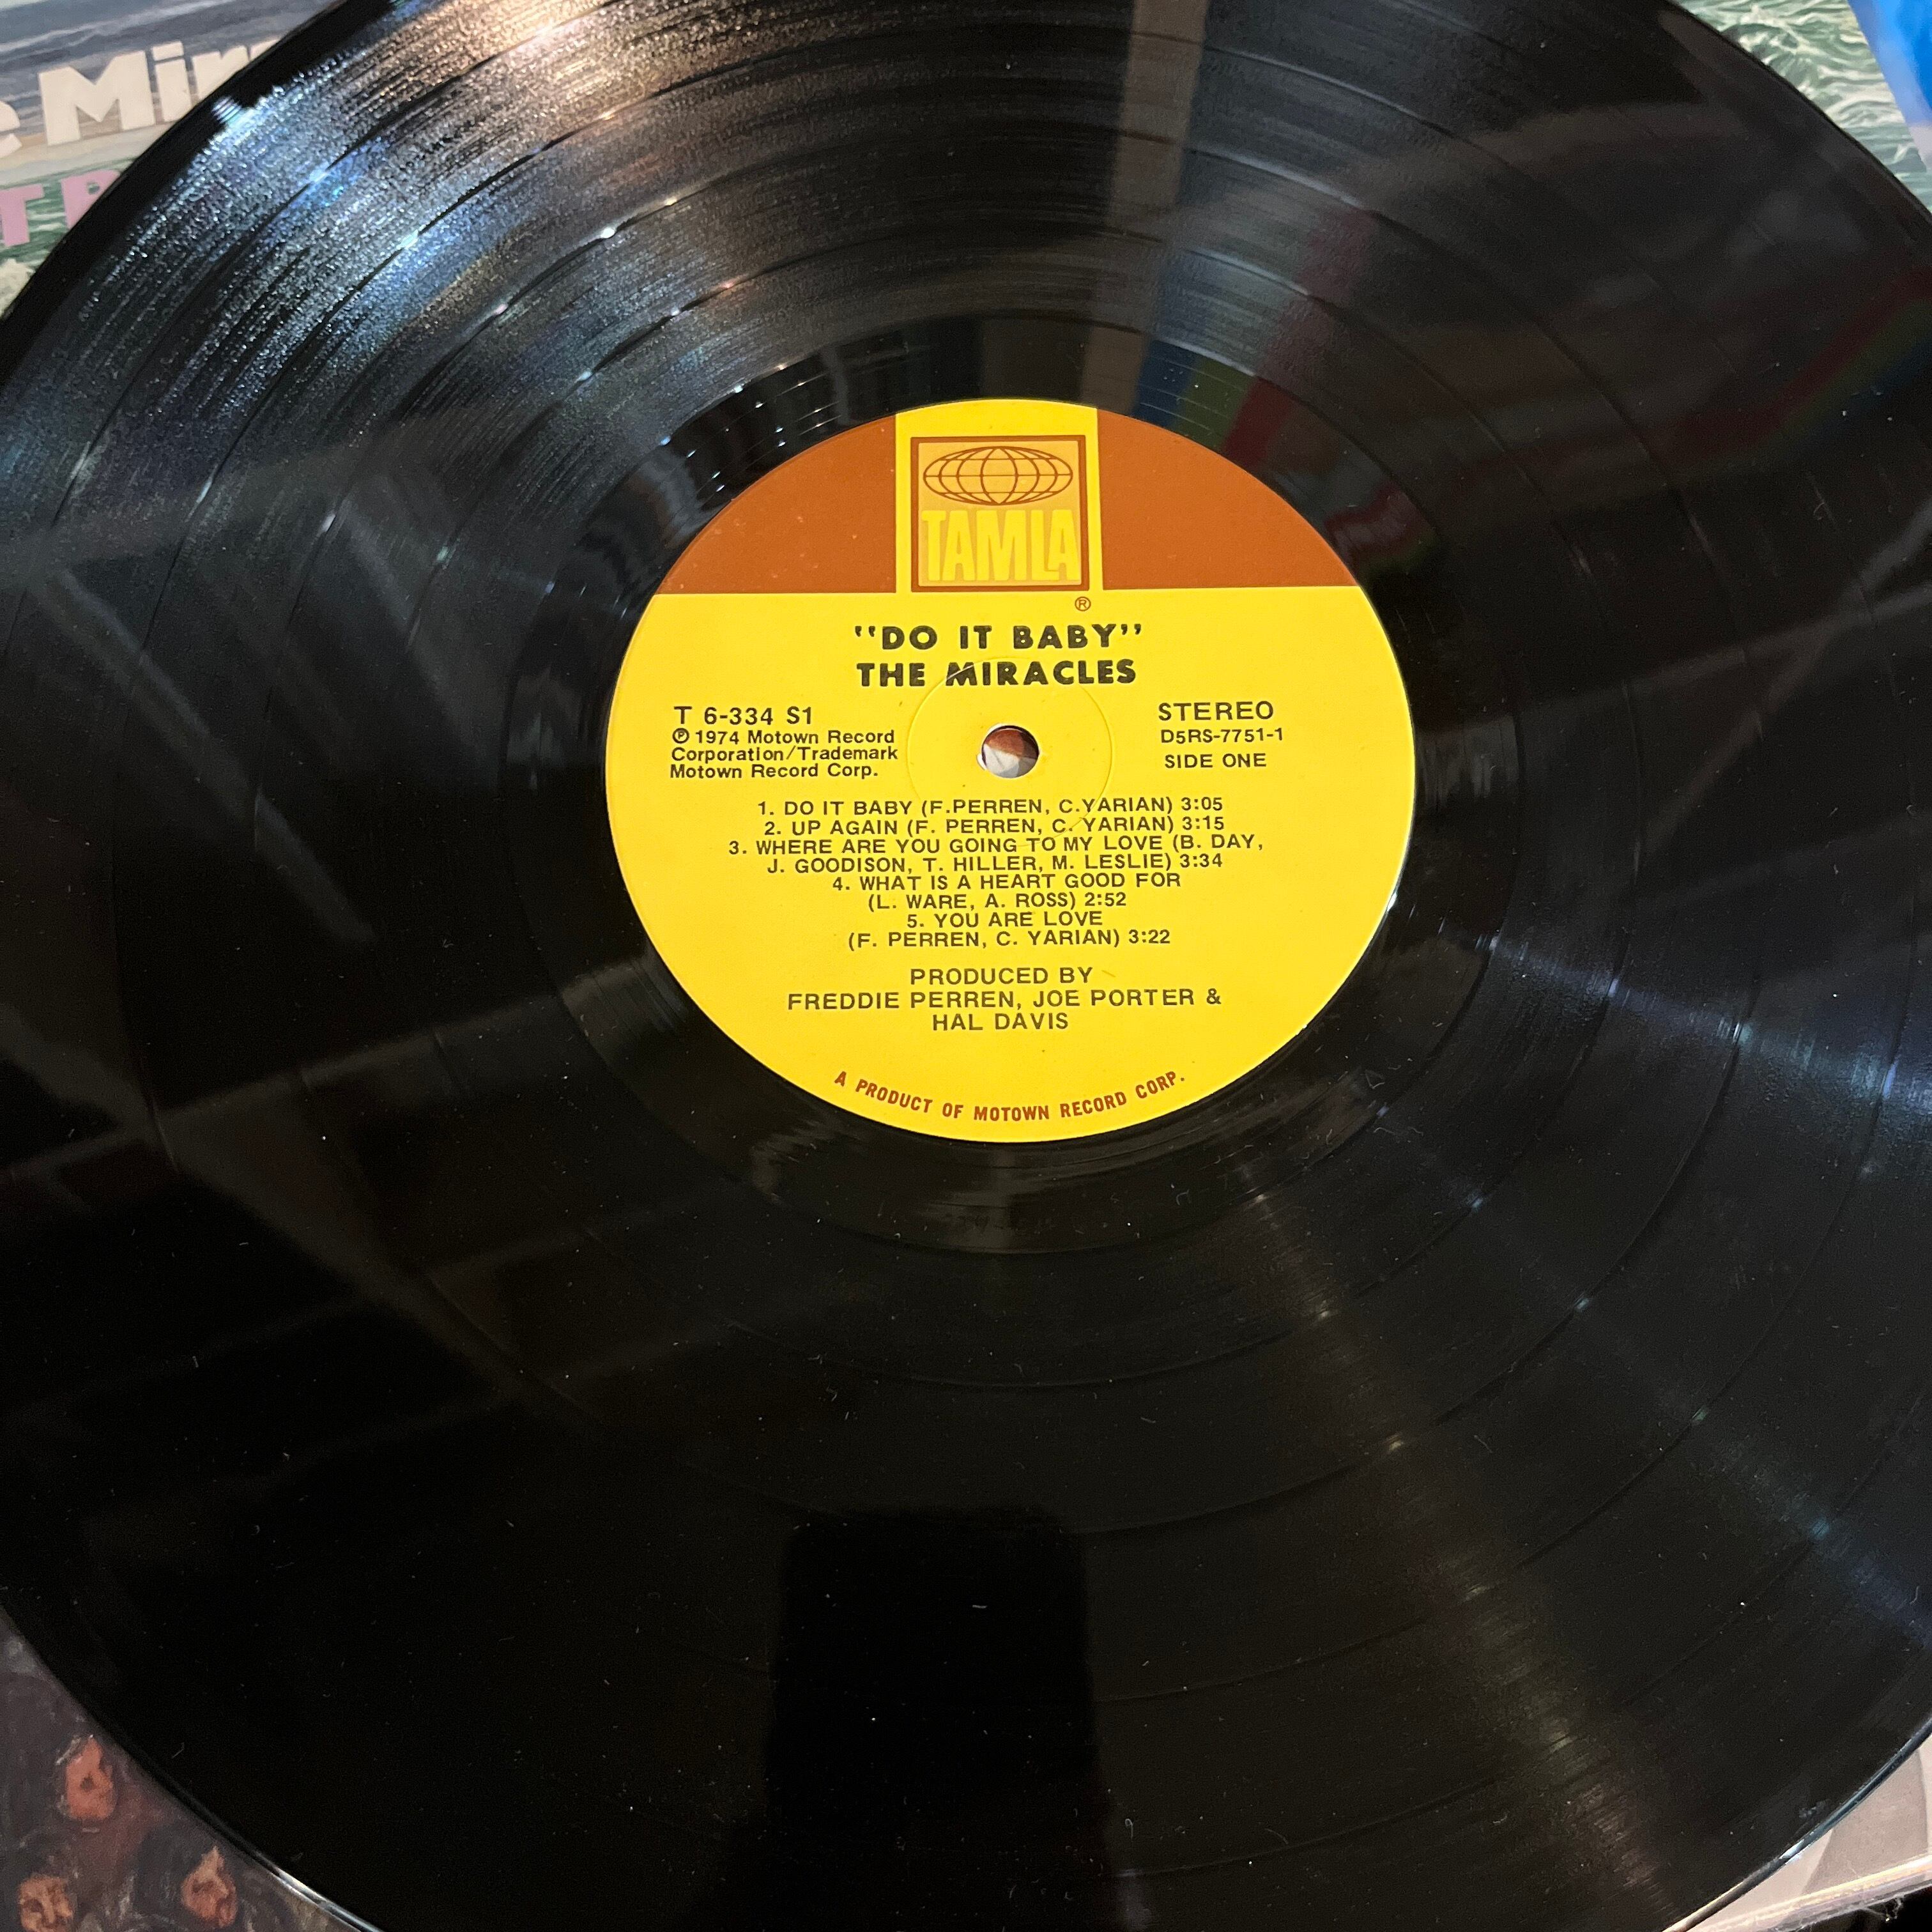 TAMLA
®
"DO IT BABY"
THE MIRACLES
T 6-334 S1
℗ 1974 Motown Record
Corporation/Trademark
Motown Record Corp.
STEREO
D5RS-7751-1
SIDE ONE
1. DO IT BABY (F.PERREN, C.YARIAN) 3:05
2. UP AGAIN (F. PERREN, C. YARIAN) 3:15
3. WHERE ARE YOU GOING TO MY LOVE (B. DAY,
J. GOODISON, T. HILLER, M. LESLIE) 3:34
4. WHAT IS A HEART GOOD FOR
(L. WARE, A. ROSS) 2:52
5. YOU ARE LOVE
(F. PERREN, C. YARIAN) 3:22
PRODUCED BY
FREDDIE PERREN, JOE PORTER &
HAL DAVIS
A PRODUCT OF MOTOWN RECORD CORP.